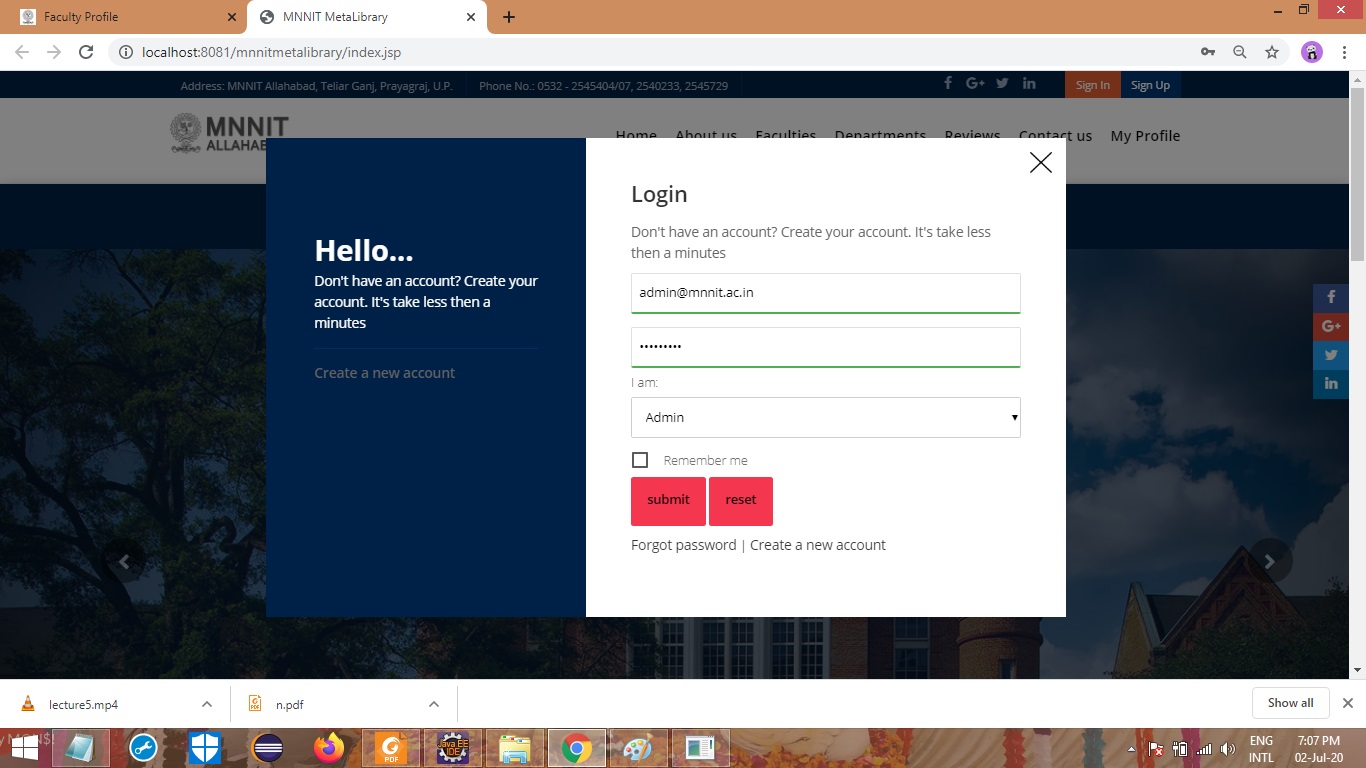 Faculty Profile
MNNIT MetaLibrary
localhost:8081/mnnitmetalibrary/index.jsp
Address: MNNIT Allahabad, Teliar Ganj, Prayagraj, U.P.
Phone No.: 0532 - 2545404/07, 2540233, 2545729
Sign In
Sign Up
MNNIT
ALLAHAB
Home
About us
Faculties
Departments
Reviews
Contact us
My Profile
Hello...
Don't have an account? Create your
account. It's take less then a
minutes
Create a new account
Login
Don't have an account? Create your account. It's take less
then a minutes
admin@mnnit.ac.in
I am:
Admin
Remember me
submit
reset
Forgot password | Create a new account
lecture5.mp4
n.pdf
Show all
PDF
Java EE
IDE
ENG
INTL
7:07 PM
02-Jul-20